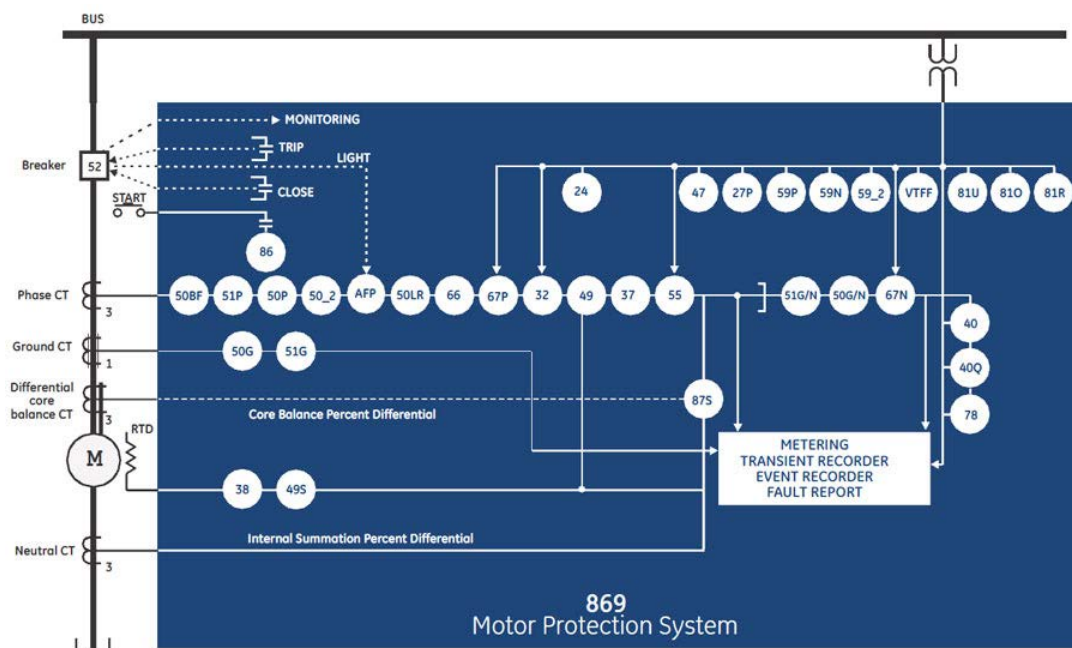 BUS
MONITORING
TRIP
LIGHT
Breaker
52
CLOSE
START
86
24
47
27P
59P
59N
59_2
VTFF
81U
81O
81R
Phase CT
3
50BF
51P
50P
50_2
AFP
50LR
66
67P
32
49
37
55
51G/N
50G/N
67N
40
40Q
78
Ground CT
1
50G
51G
Differential
core
balance CT
3
Core Balance Percent Differential
87S
RTD
M
38
49S
METERING
TRANSIENT RECORDER
EVENT RECORDER
FAULT REPORT
Neutral CT
3
Internal Summation Percent Differential
869
Motor Protection System